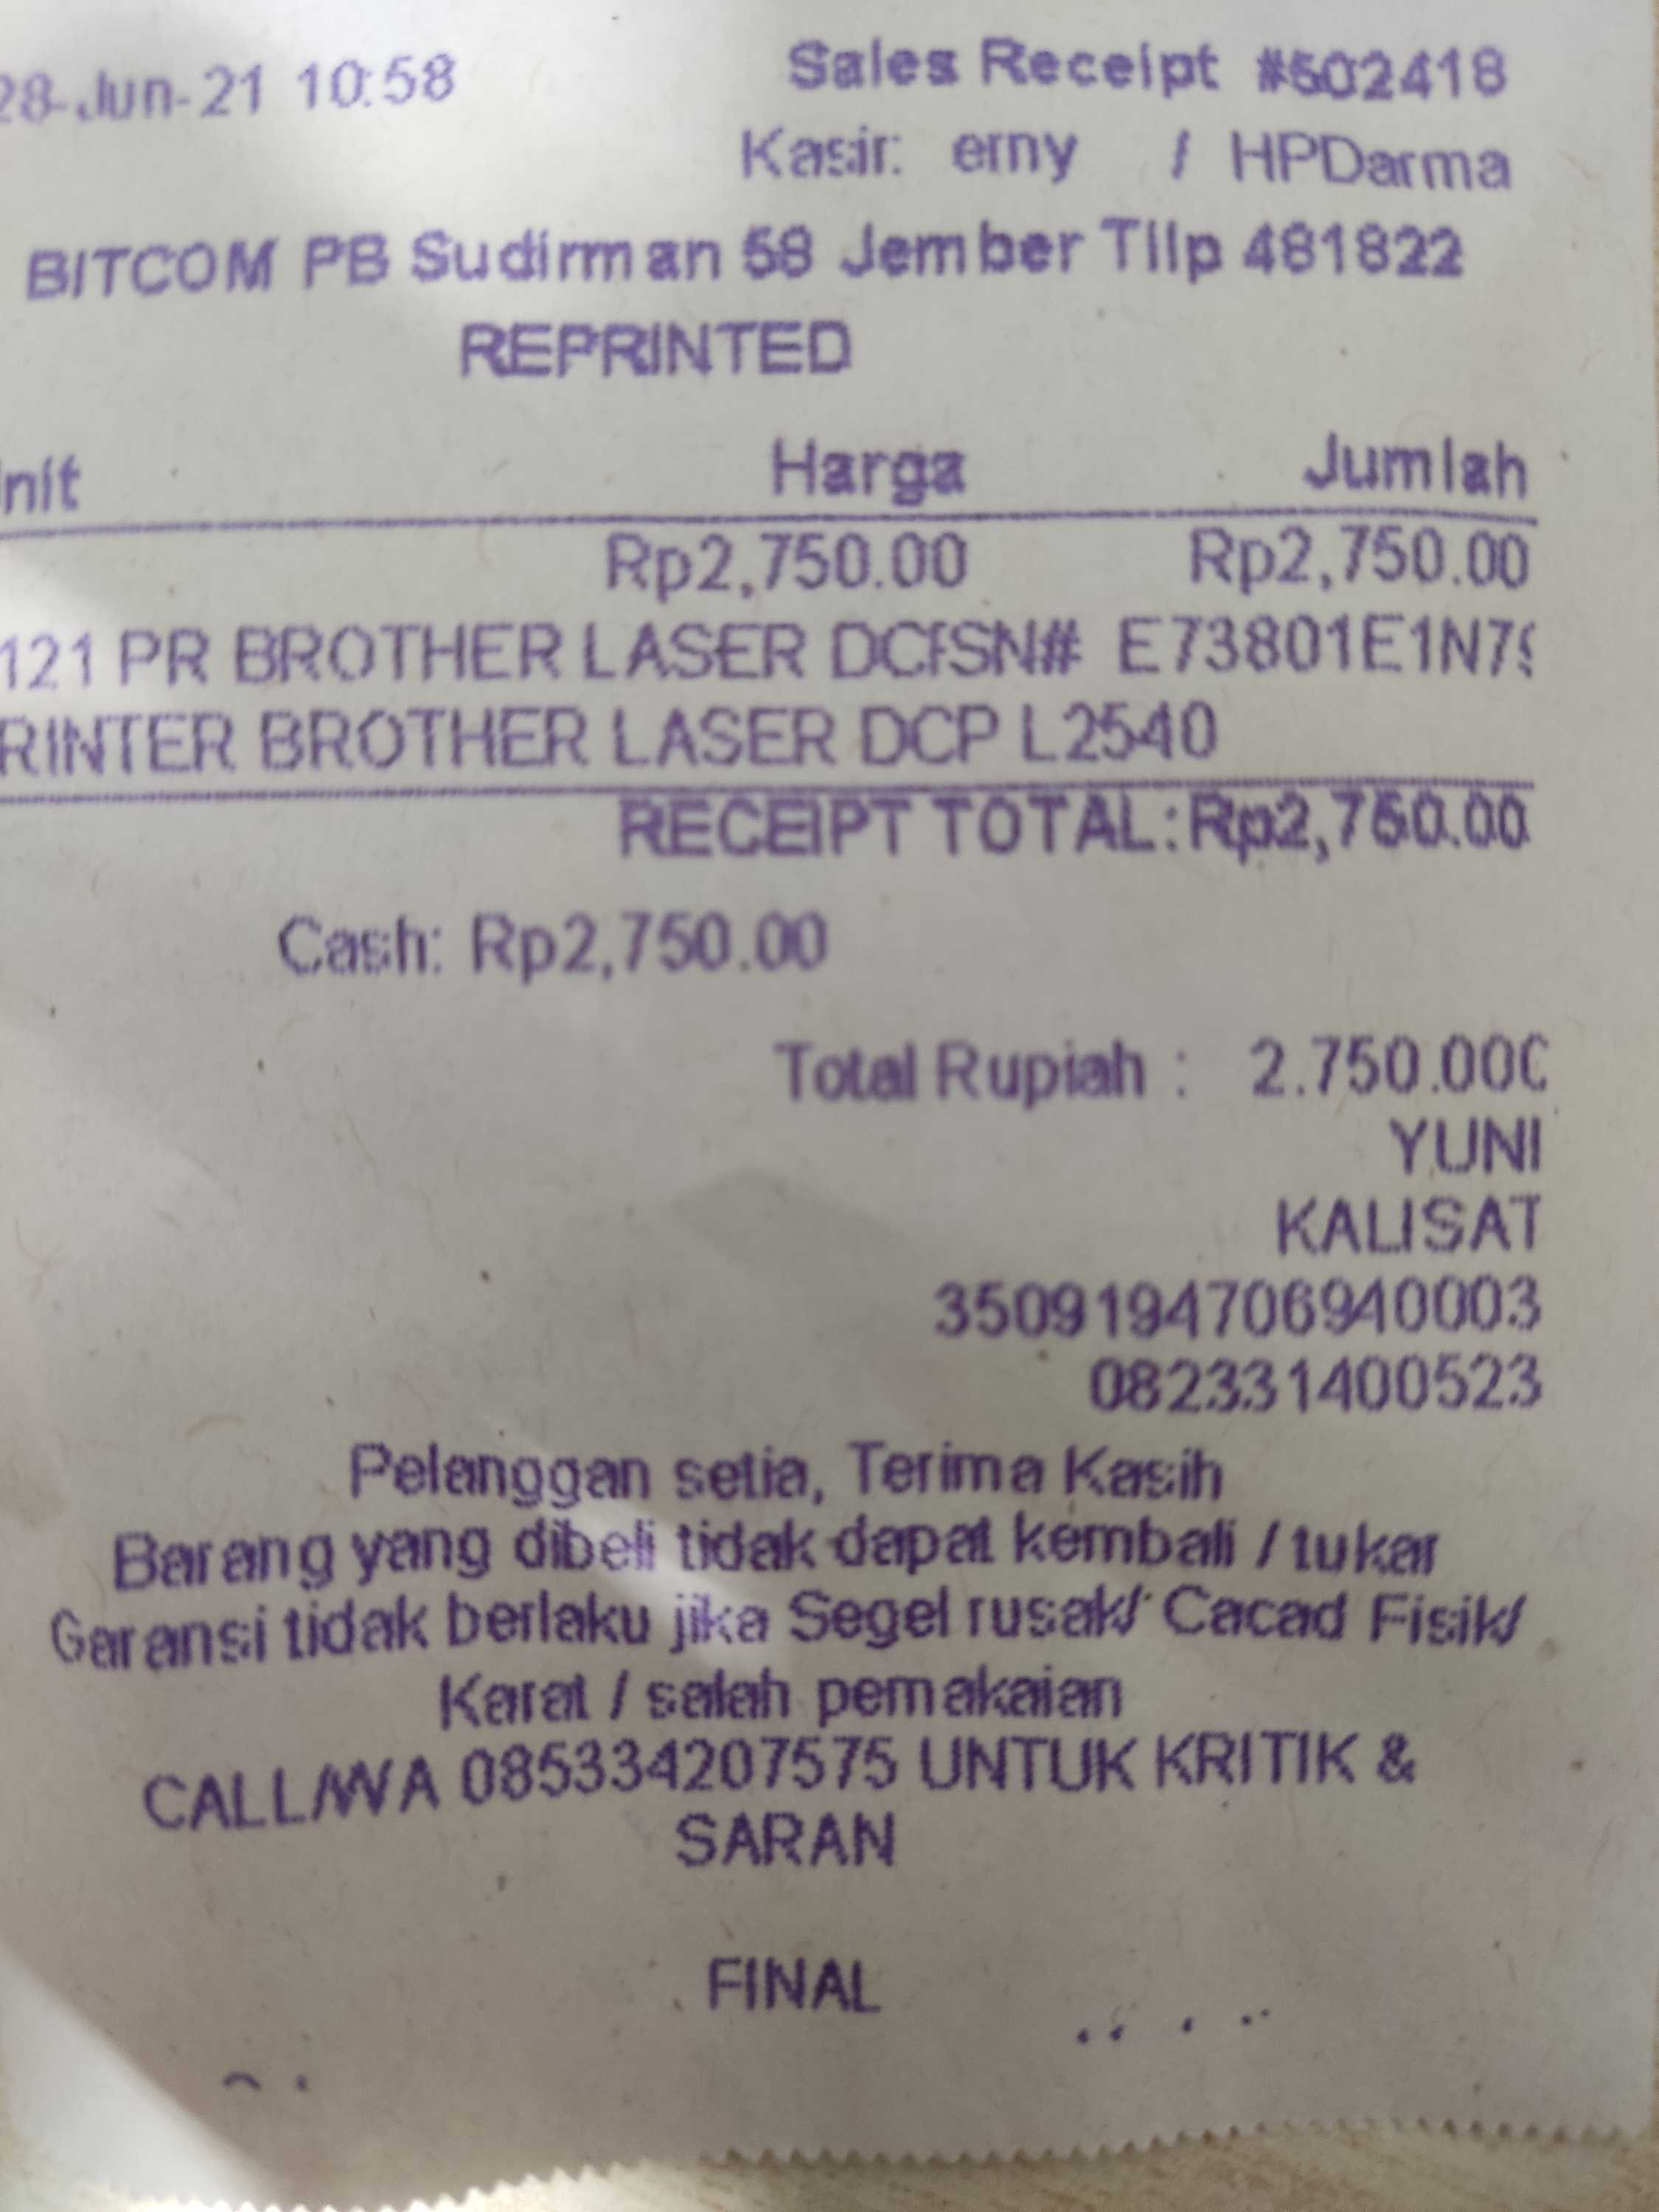 28-Jun-21 10:58 Sales Receipt #502418
Kasir: erny / HPDarma
BITCOM PB Sudirman 58 Jember Tllp 481822
REPRINTED
nit Harga Jumlah
Rp2,750.00 Rp2,750.00
121 PR BROTHER LASER DCFSN# E73801E1N79
RINTER BROTHER LASER DCP L2540
RECEIPT TOTAL: Rp2,750.00
Cash: Rp2,750.00
Total Rupiah : 2.750.000
YUNI
KALISAT
3509194706940003
082331400523
Pelanggan setia, Terima Kasih
Barang yang dibeli tidak dapat kembali / tukar
Garansi tidak berlaku jika Segel rusak/ Cacad Fisik/
Karat / salah pemakaian
CALL/WA 085334207575 UNTUK KRITIK &
SARAN
FINAL